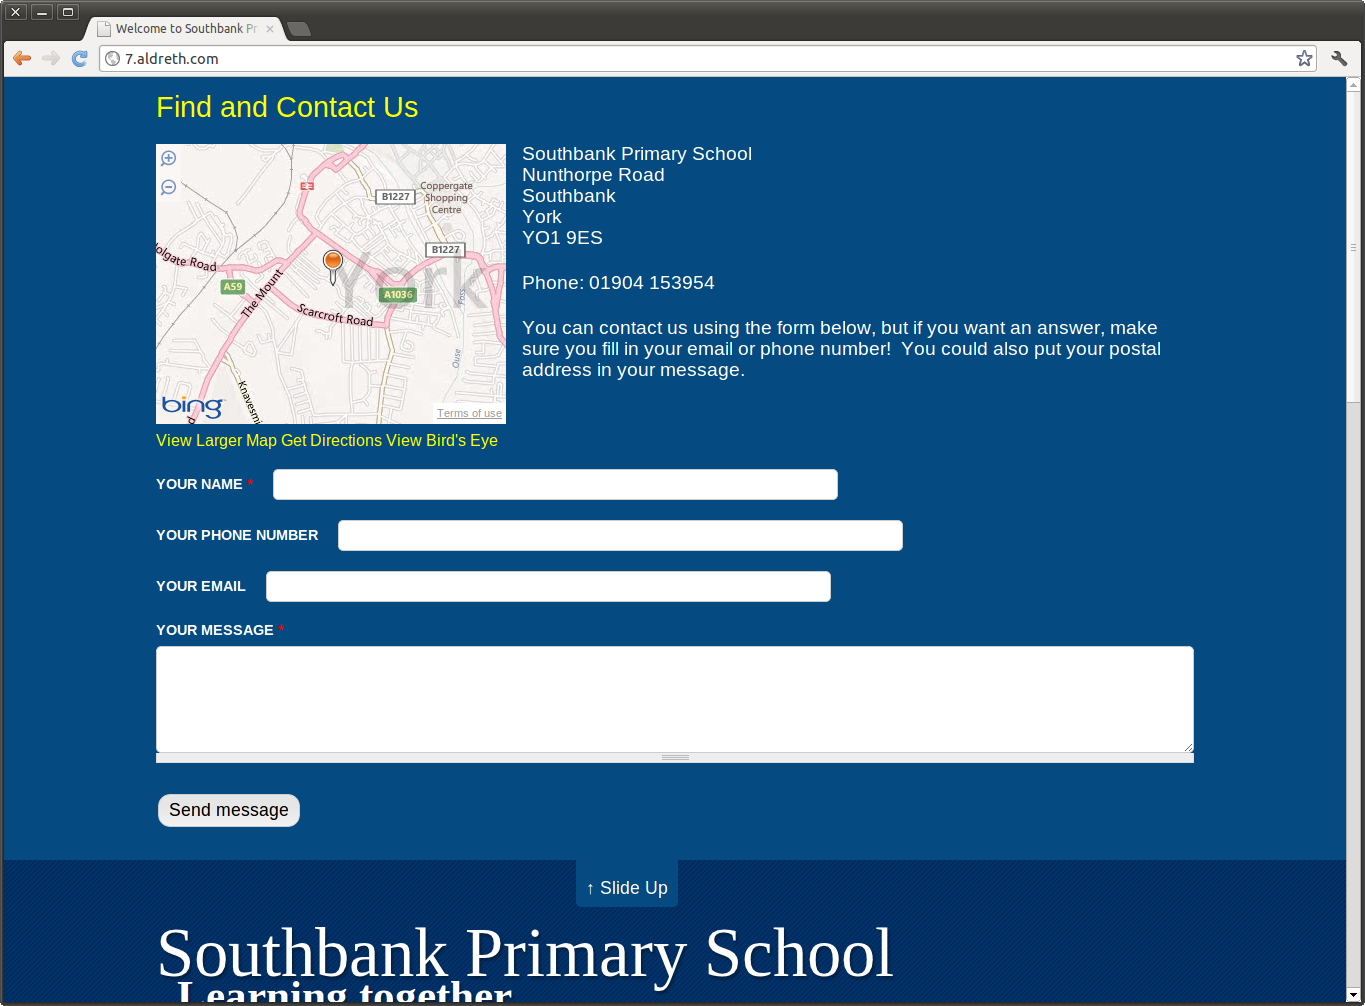 Welcome to Southbank Pr
7.aldreth.com
Find and Contact Us
Southbank Primary School
Nunthorpe Road
Southbank
York
YO1 9ES
Phone: 01904 153954
You can contact us using the form below, but if you want an answer, make
sure you fill in your email or phone number!  You could also put your postal
address in your message.
B1227
Coppergate
Shopping
Centre
B1227
olgate Road
A59
The Mount
York
A1036
Scarcroft Road
Foss
Ouse
Knavesmi
d
bing
Terms of use
View Larger Map Get Directions View Bird's Eye
YOUR NAME *
YOUR PHONE NUMBER
YOUR EMAIL
YOUR MESSAGE *
Send message
↑ Slide Up
Southbank Primary School
Learning together